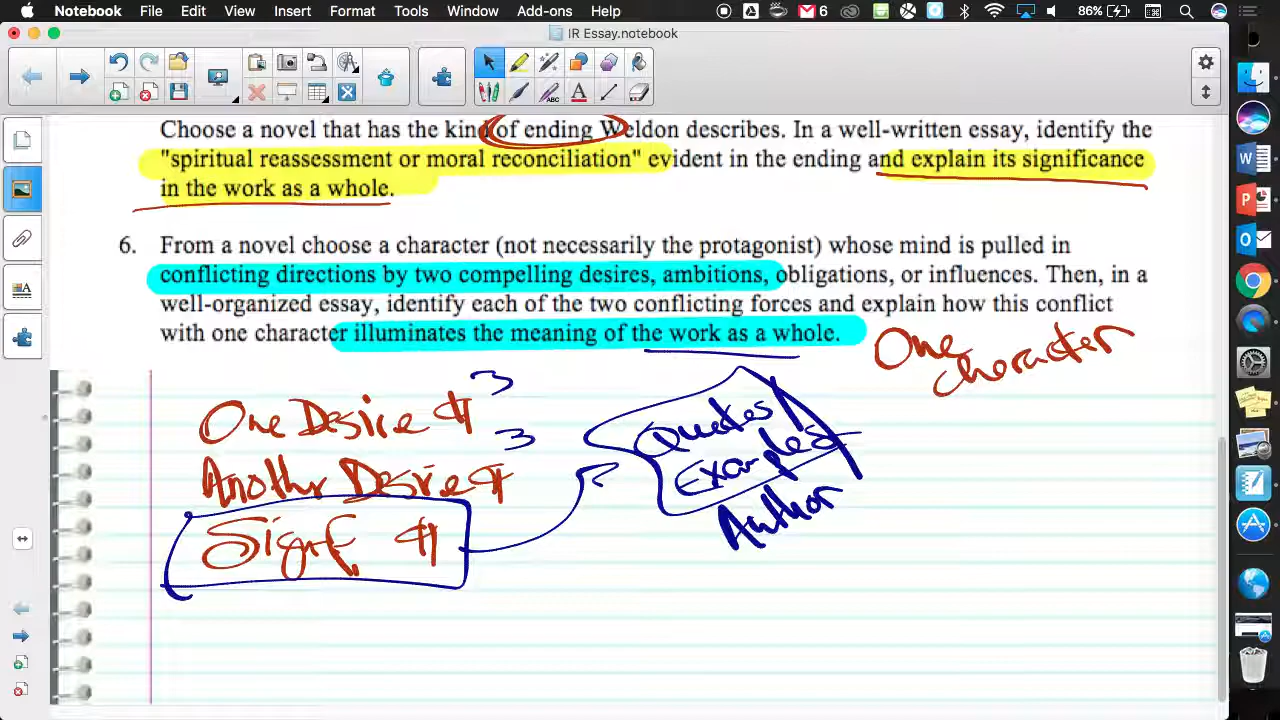 Notebook File Edit View Insert Format Tools Window Add-ons Help 6 86%
IR Essay.notebook
Choose a novel that has the kind of ending Weldon describes. In a well-written essay, identify the
"spiritual reassessment or moral reconciliation" evident in the ending and explain its significance
in the work as a whole.
6. From a novel choose a character (not necessarily the protagonist) whose mind is pulled in
conflicting directions by two compelling desires, ambitions, obligations, or influences. Then, in a
well-organized essay, identify each of the two conflicting forces and explain how this conflict
with one character illuminates the meaning of the work as a whole.
One
character
One Desire ¶ 3
Another Desire ¶ 3
Signf. ¶
Quotes
Examples
Author